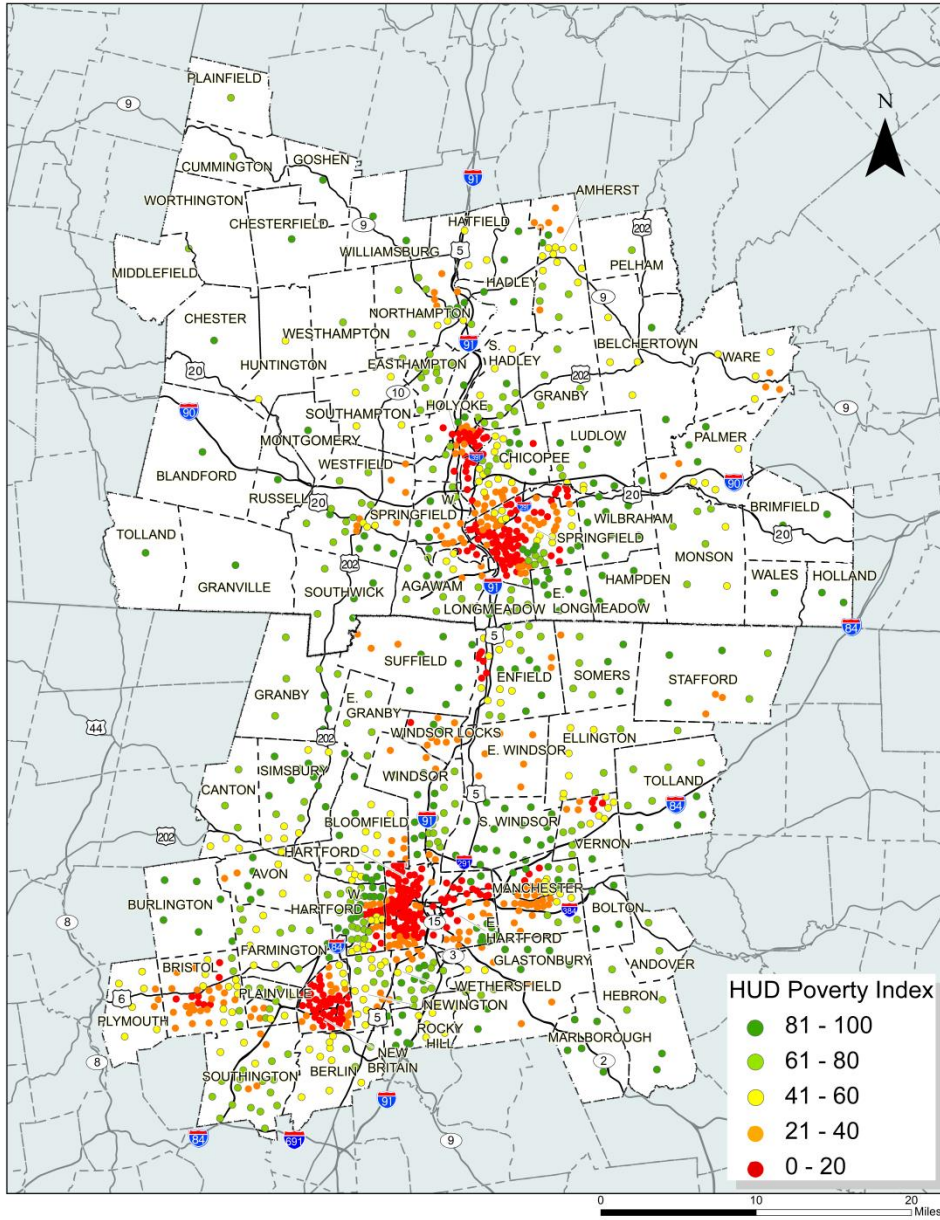 PLAINFIELD
9
N
CUMMINGTON
GOSHEN
91
AMHERST
WORTHINGTON
CHESTERFIELD
9
HATFIELD
202
WILLIAMSBURG
5
PELHAM
MIDDLEFIELD
HADLEY
9
CHESTER
NORTHAMPTON
WESTHAMPTON
91
S.
HADLEY
BELCHERTOWN
WARE
HUNTINGTON
EASTHAMPTON
20
10
202
GRANBY
90
SOUTHAMPTON
HOLYOKE
9
MONTGOMERY
LUDLOW
PALMER
391
CHICOPEE
BLANDFORD
WESTFIELD
90
RUSSELL
20
W.
SPRINGFIELD
291
20
WILBRAHAM
BRIMFIELD
20
TOLLAND
SPRINGFIELD
MONSON
202
GRANVILLE
AGAWAM
91
HAMPDEN
WALES
HOLLAND
SOUTHWICK
LONGMEADOW
E.
LONGMEADOW
84
5
SUFFIELD
ENFIELD
SOMERS
STAFFORD
GRANBY
E.
GRANBY
44
202
WINDSOR LOCKS
E. WINDSOR
ELLINGTON
SIMSBURY
WINDSOR
TOLLAND
CANTON
5
84
BLOOMFIELD
91
S. WINDSOR
202
VERNON
HARTFORD
291
AVON
MANCHESTER
BURLINGTON
W.
HARTFORD
384
BOLTON
8
15
E.
HARTFORD
FARMINGTON
84
3
GLASTONBURY
ANDOVER
BRISTOL
6
PLAINVILLE
WETHERSFIELD
HEBRON
PLYMOUTH
5
NEWINGTON
ROCKY
HILL
MARLBOROUGH
8
NEW
BRITAIN
2
SOUTHINGTON
BERLIN
91
84
691
9
HUD Poverty Index
81 - 100
61 - 80
41 - 60
21 - 40
0 - 20
0 10 20
Miles